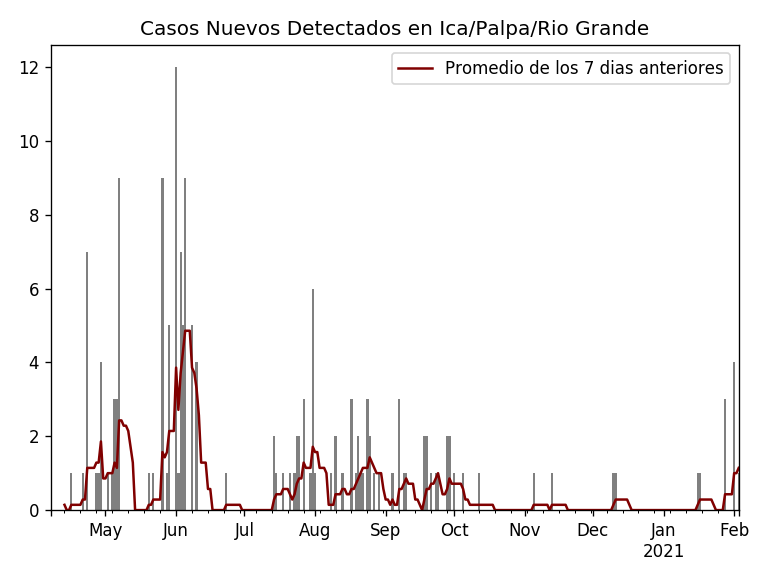 Casos Nuevos Detectados en Ica/Palpa/Rio Grande
Promedio de los 7 dias anteriores
12
10
8
6
4
2
0
May Jun Jul Aug Sep Oct Nov Dec Jan Feb
2021